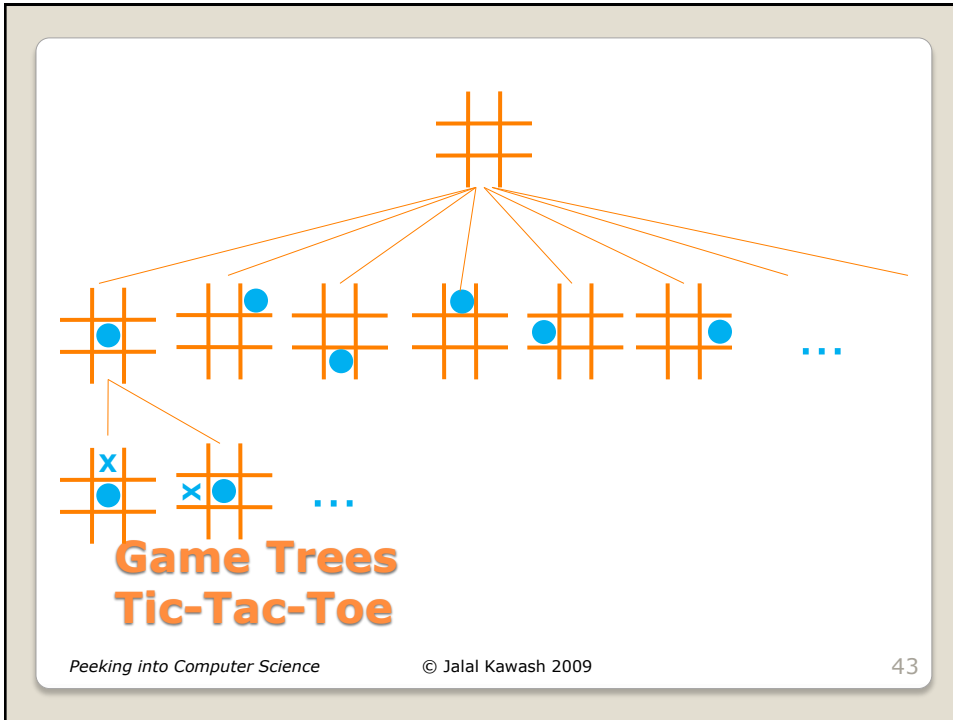 ...
X
X
...
Game Trees
Tic-Tac-Toe
Peeking into Computer Science © Jalal Kawash 2009 43